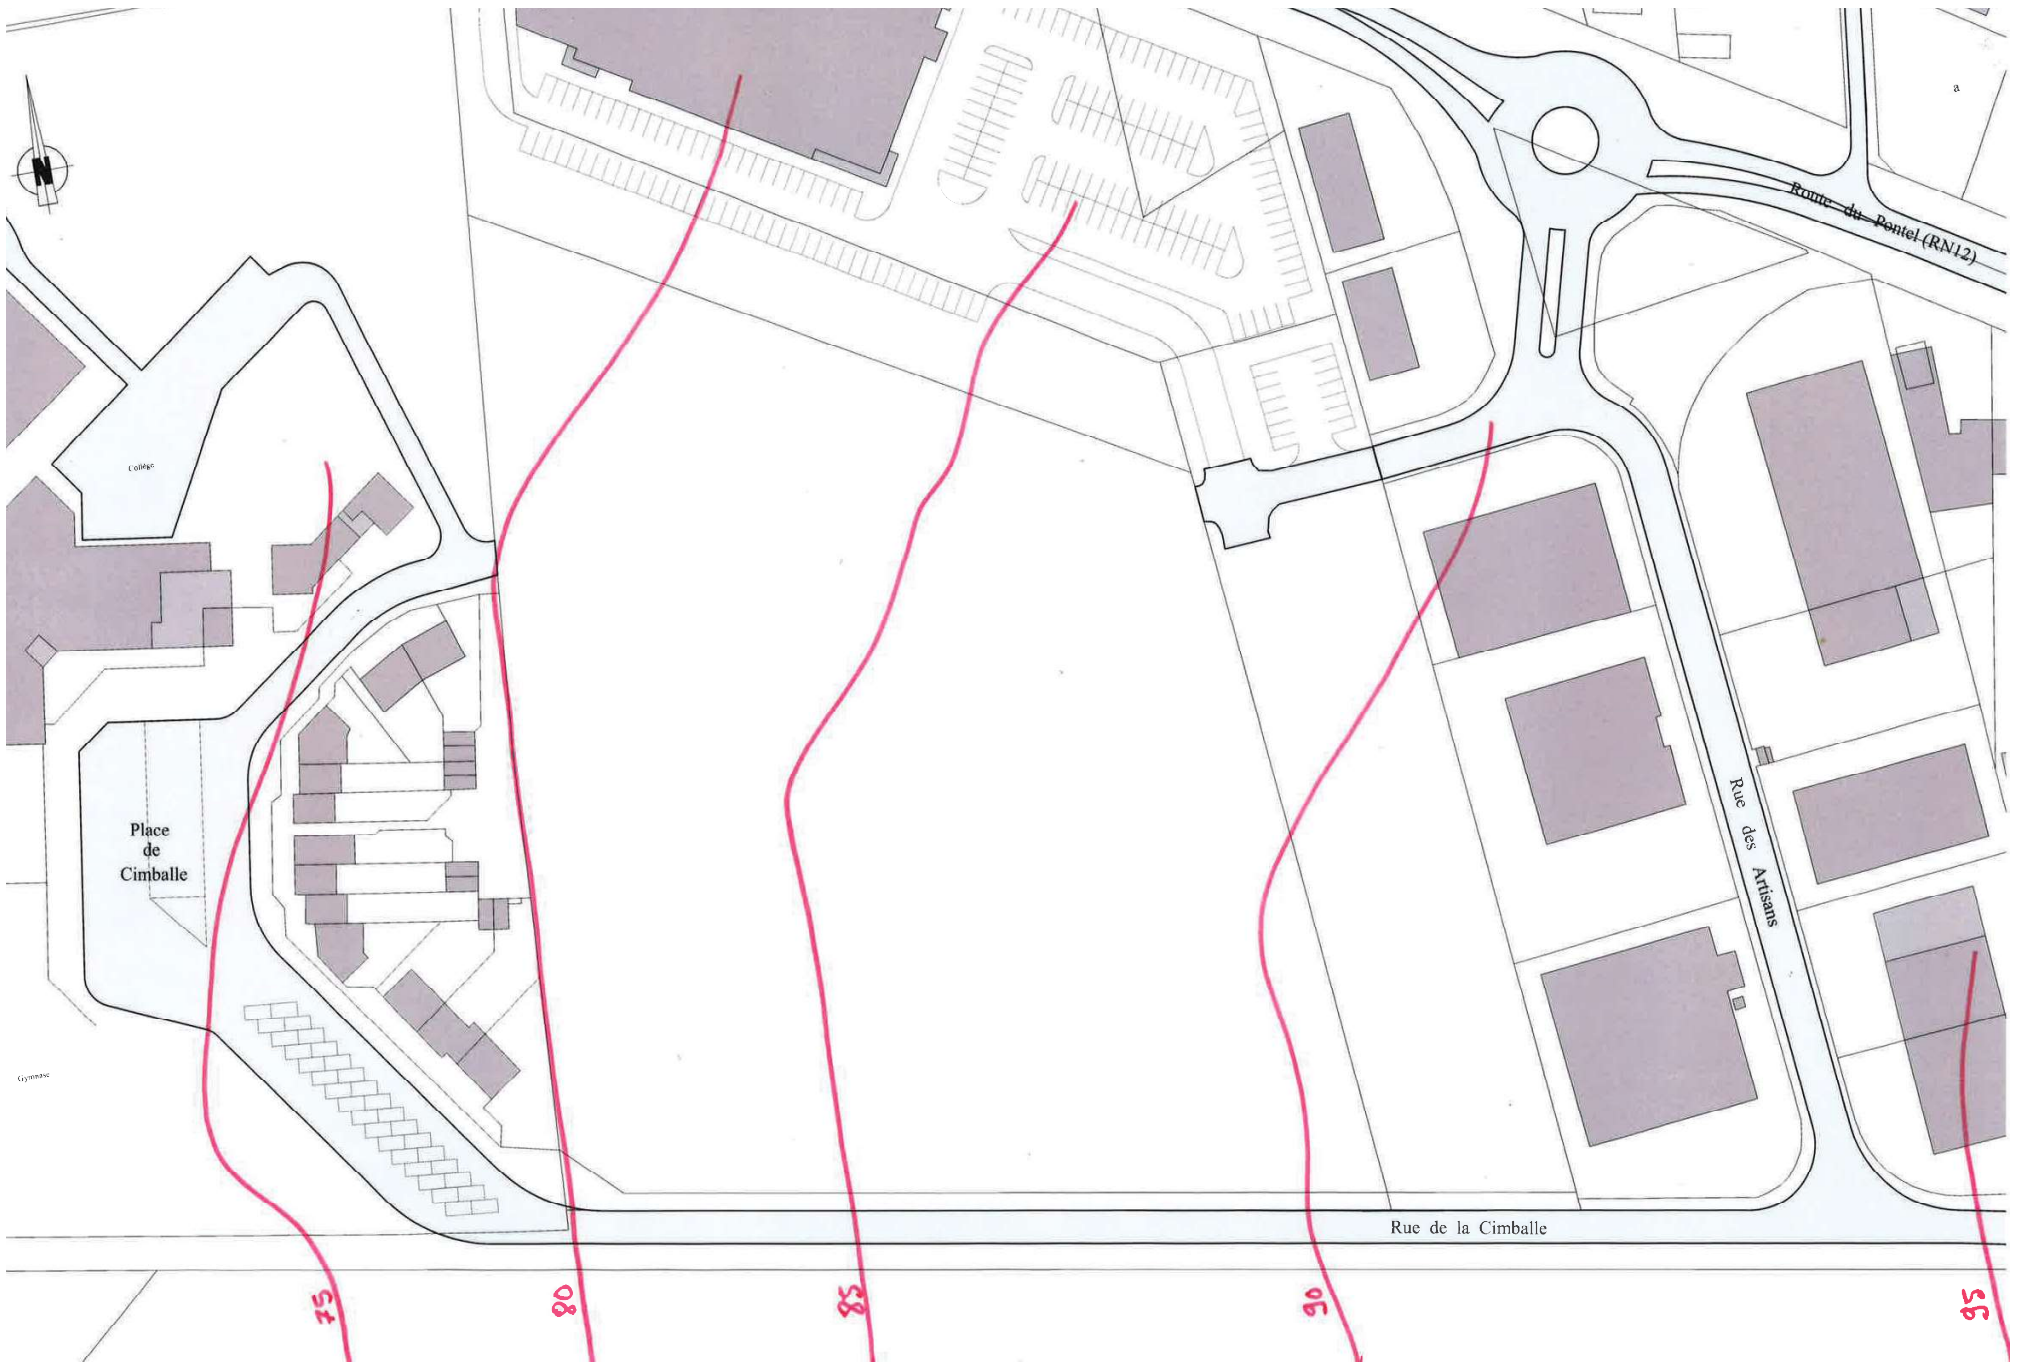 a
N
Route du Pontel (RN12)
Collège
Place
de
Cimballe
Rue des Artisans
Gymnase
Rue de la Cimballe
75
80
85
90
95